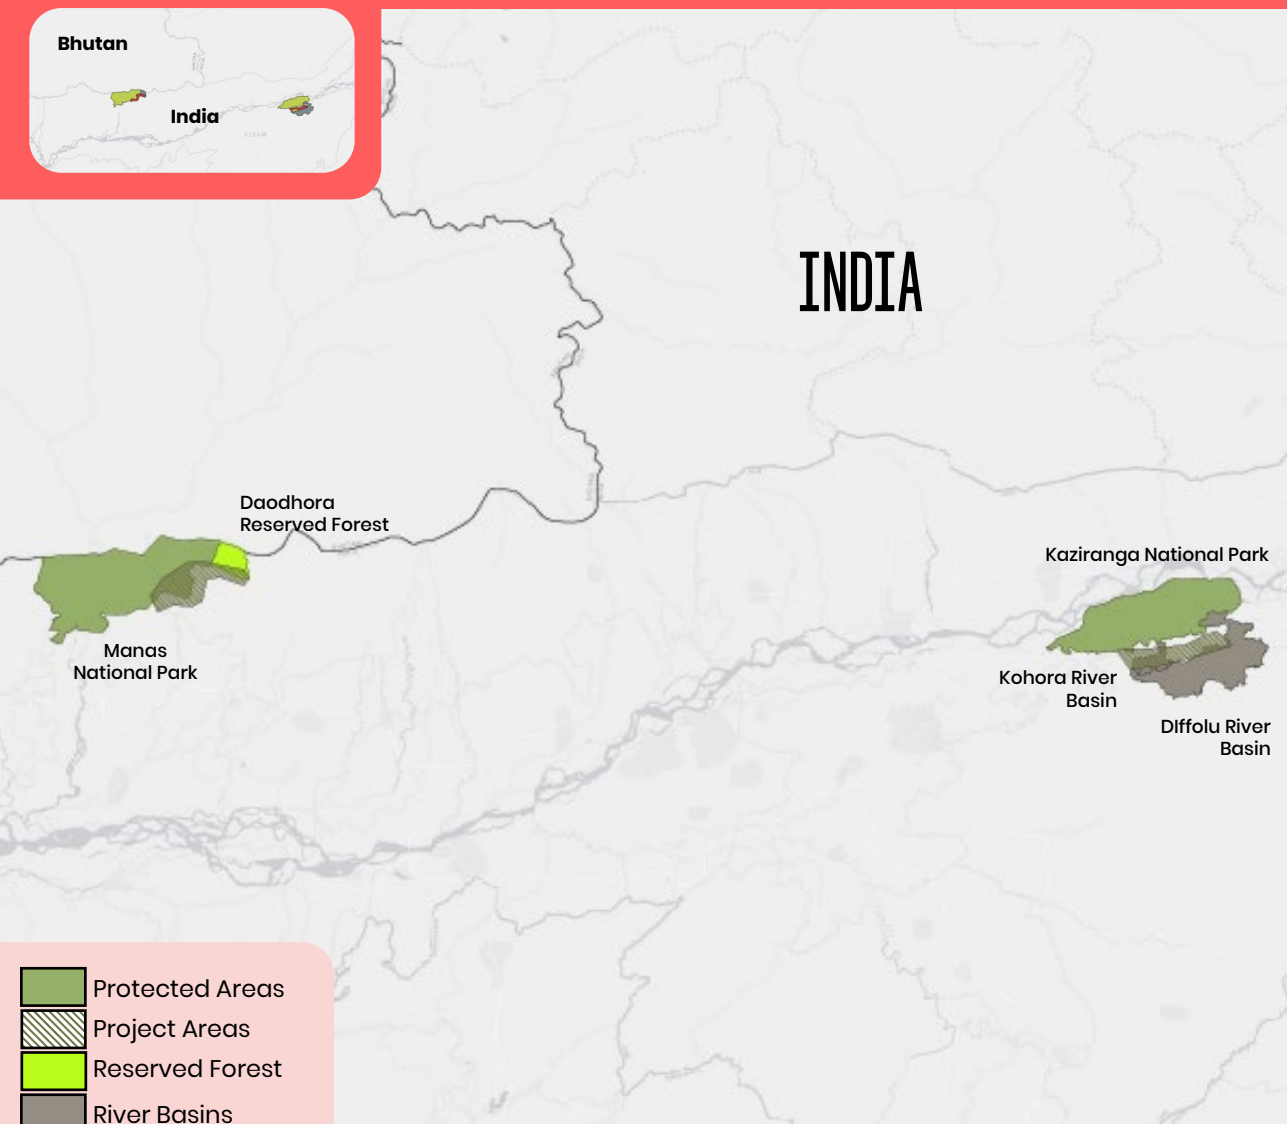 Bhutan
India
ASSAM
INDIA
Daodhora
Reserved Forest
Kaziranga National Park
Manas
National Park
Kohora River
Basin
DIffolu River
Basin
Protected Areas
Project Areas
Reserved Forest
River Basins